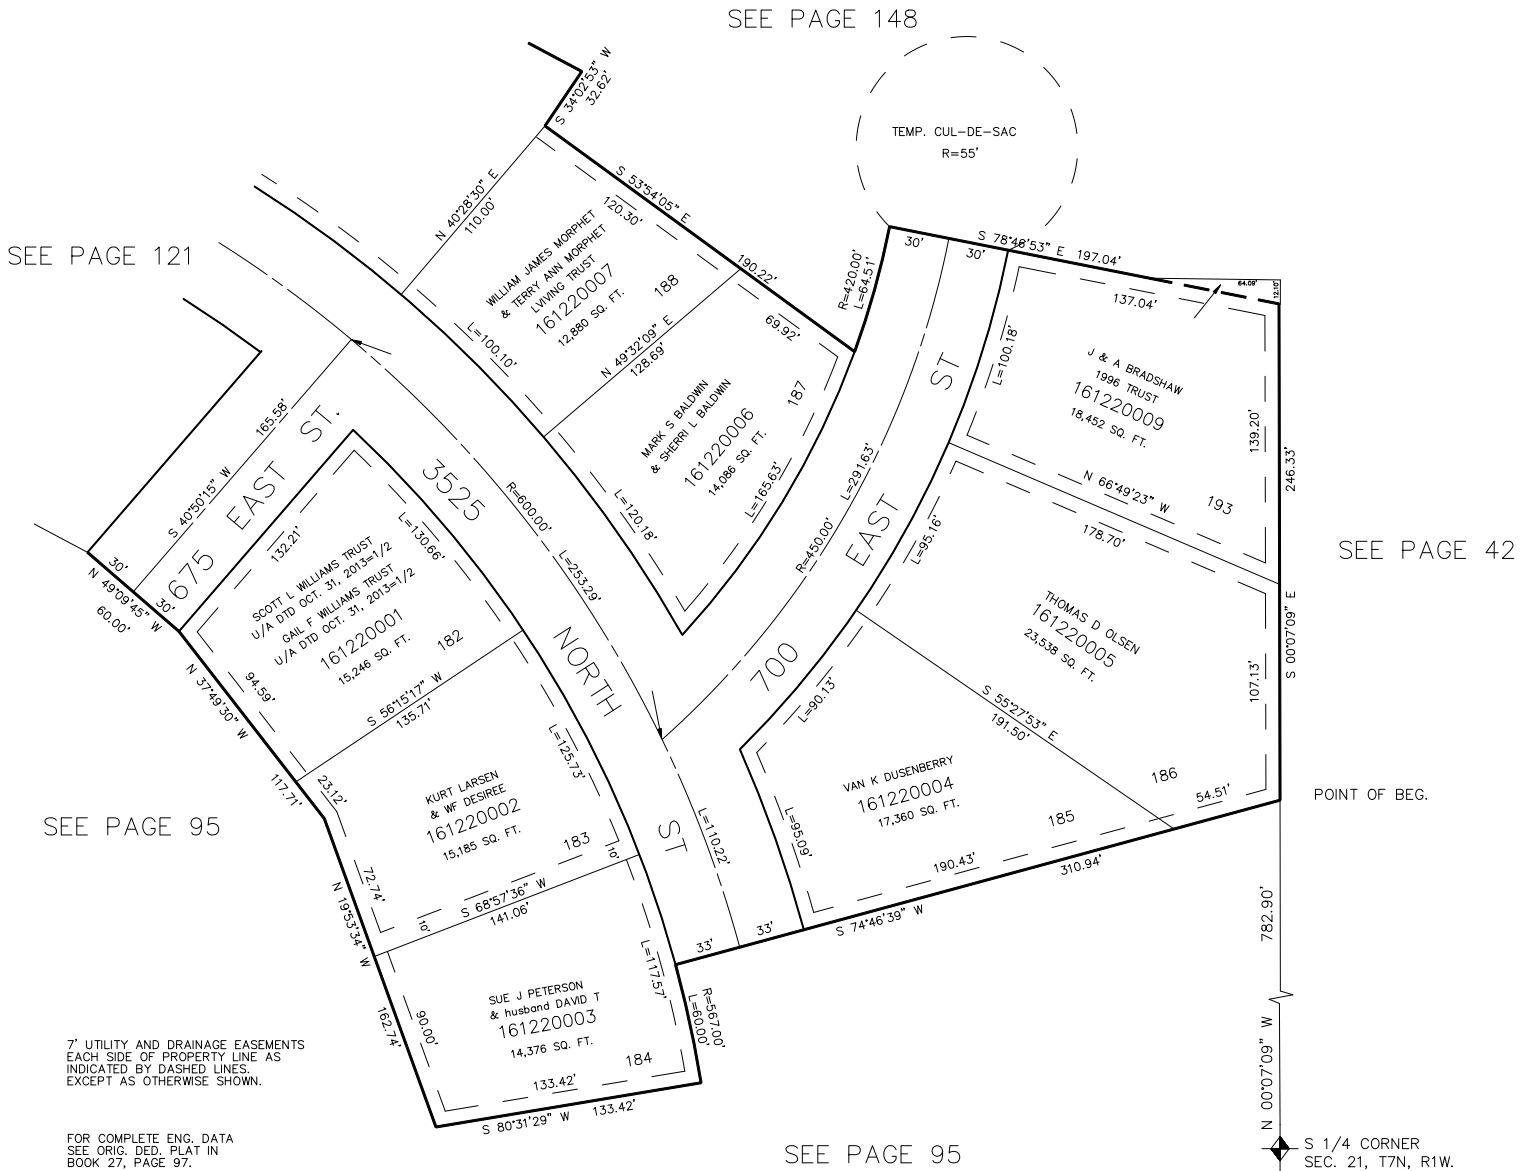 SEE PAGE 148
S 34°02'53" W
32.62'
TEMP. CUL-DE-SAC
R=55'
N 40°28'30" E
110.00'
S 53°54'05" E
120.30'
190.22'
WILLIAM JAMES MORPHET
& TERRY ANN MORPHET
LVIVING TRUST
161220007
12,880 SQ. FT.
188
L=100.10'
SEE PAGE 121
R=420.00'
L=64.51'
30'
30'
S 78°46'53" E 197.04'
64.09'
12.10'
137.04'
69.92'
N 49°32'09" E
128.69'
MARK S BALDWIN
& SHERRI L BALDWIN
161220006
14,086 SQ. FT.
187
L=120.18'
L=165.63'
L=100.18'
J & A BRADSHAW
1996 TRUST
161220009
18,452 SQ. FT.
139.20'
246.33'
N 66°49'23" W
193
178.70'
SEE PAGE 42
165.58'
S 40°50'15" W
675 EAST ST.
30'
30'
N 49°09'45" W
60.00'
132.21'
3525 NORTH ST
R=600.00'
L=253.29'
L=130.66'
SCOTT L WILLIAMS TRUST
U/A DTD OCT. 31, 2013=1/2
GAIL F WILLIAMS TRUST
U/A DTD OCT. 31, 2013=1/2
161220001
15,246 SQ. FT.
182
94.59'
N 37°49'30" W
117.71'
S 56°15'17" W
135.71'
700 EAST ST
L=291.63'
R=450.00'
L=95.16'
THOMAS D OLSEN
161220005
23,538 SQ. FT.
107.13'
S 00°07'09" E
S 55°27'53" E
191.50'
186
54.51'
POINT OF BEG.
L=90.13'
VAN K DUSENBERRY
161220004
17,360 SQ. FT.
185
L=95.09'
190.43'
310.94'
S 74°46'39" W
33'
33'
L=110.22'
SEE PAGE 95
23.12'
KURT LARSEN
& WF DESIREE
161220002
15,185 SQ. FT.
183
L=125.73'
10'
10'
72.74'
N 19°53'34" W
162.74'
S 68°57'36" W
141.06'
SUE J PETERSON
& husband DAVID T
161220003
14,376 SQ. FT.
184
L=117.57'
R=567.00'
L=60.00'
90.00'
133.42'
S 80°31'29" W 133.42'
782.90'
N 00°07'09" W
7' UTILITY AND DRAINAGE EASEMENTS
EACH SIDE OF PROPERTY LINE AS
INDICATED BY DASHED LINES.
EXCEPT AS OTHERWISE SHOWN.
FOR COMPLETE ENG. DATA
SEE ORIG. DED. PLAT IN
BOOK 27, PAGE 97.
SEE PAGE 95
S 1/4 CORNER
SEC. 21, T7N, R1W.